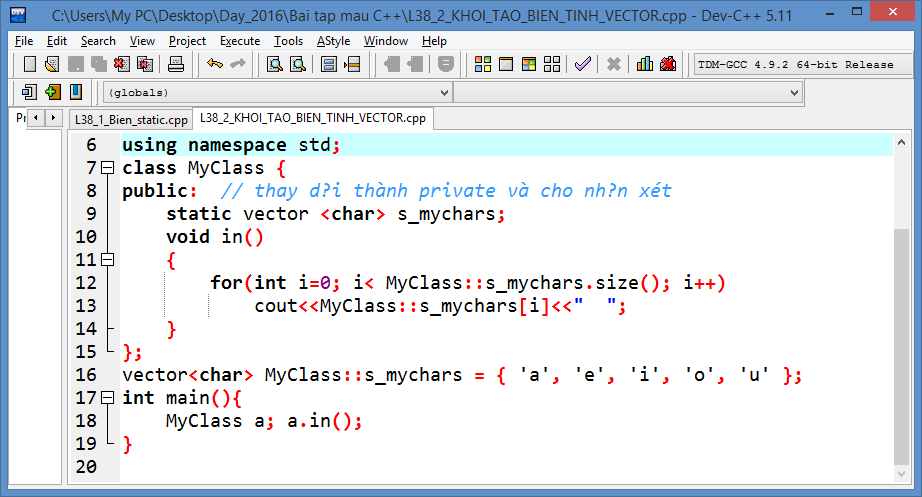 C:\Users\My PC\Desktop\Day_2016\Bai tap mau C++\L38_2_KHOI_TAO_BIEN_TINH_VECTOR.cpp - Dev-C++ 5.11
File Edit Search View Project Execute Tools AStyle Window Help
TDM-GCC 4.9.2 64-bit Release
(globals)
L38_1_Bien_static.cpp L38_2_KHOI_TAO_BIEN_TINH_VECTOR.cpp
6 using namespace std;
7 class MyClass {
8 public:  // thay d?i thành private và cho nh?n xét
9     static vector <char> s_mychars;
10     void in()
11     {
12         for(int i=0; i< MyClass::s_mychars.size(); i++)
13             cout<<MyClass::s_mychars[i]<<"  ";
14     }
15 };
16 vector<char> MyClass::s_mychars = { 'a', 'e', 'i', 'o', 'u' };
17 int main(){
18     MyClass a; a.in();
19 }
20